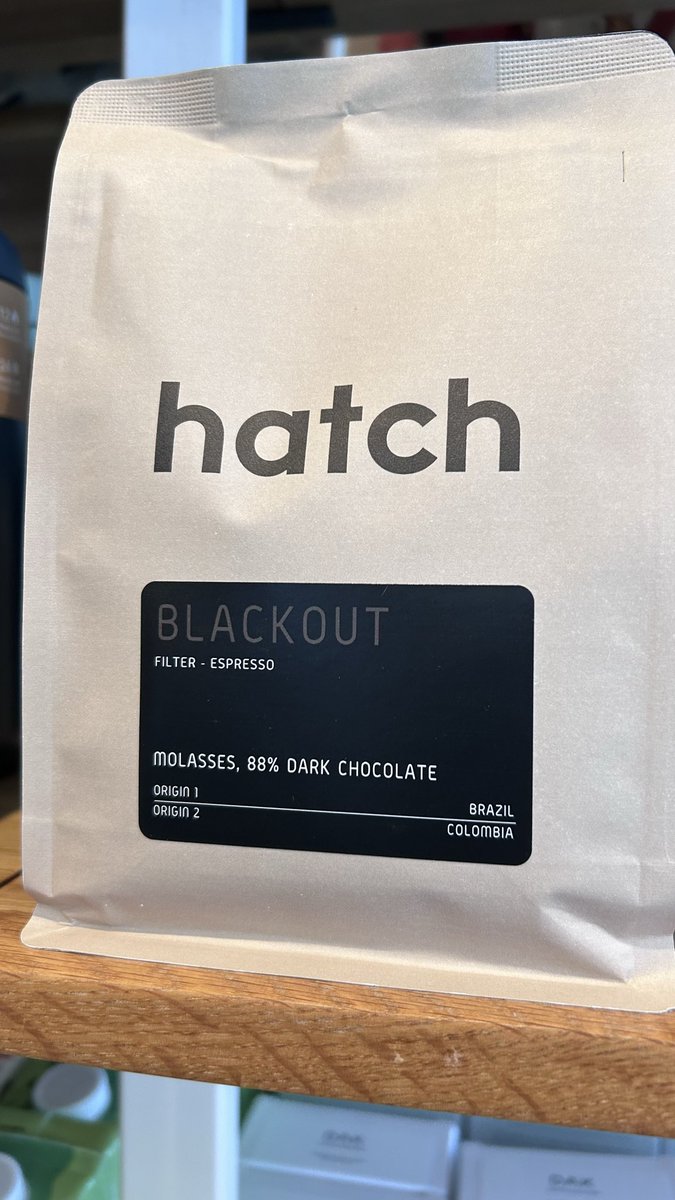 hatch
BLACKOUT
FILTER - ESPRESSO
MOLASSES, 88% DARK CHOCOLATE
ORIGIN 1 BRAZIL
ORIGIN 2 COLOMBIA